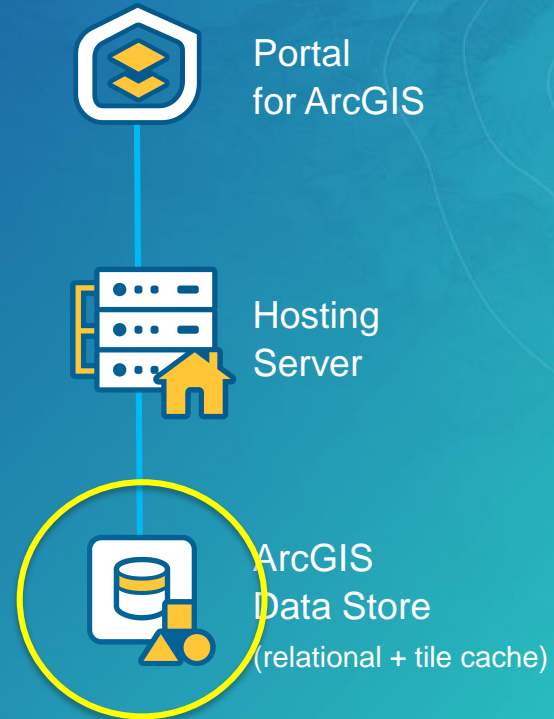 Portal
for ArcGIS
Hosting
Server
ArcGIS
Data Store
(relational + tile cache)